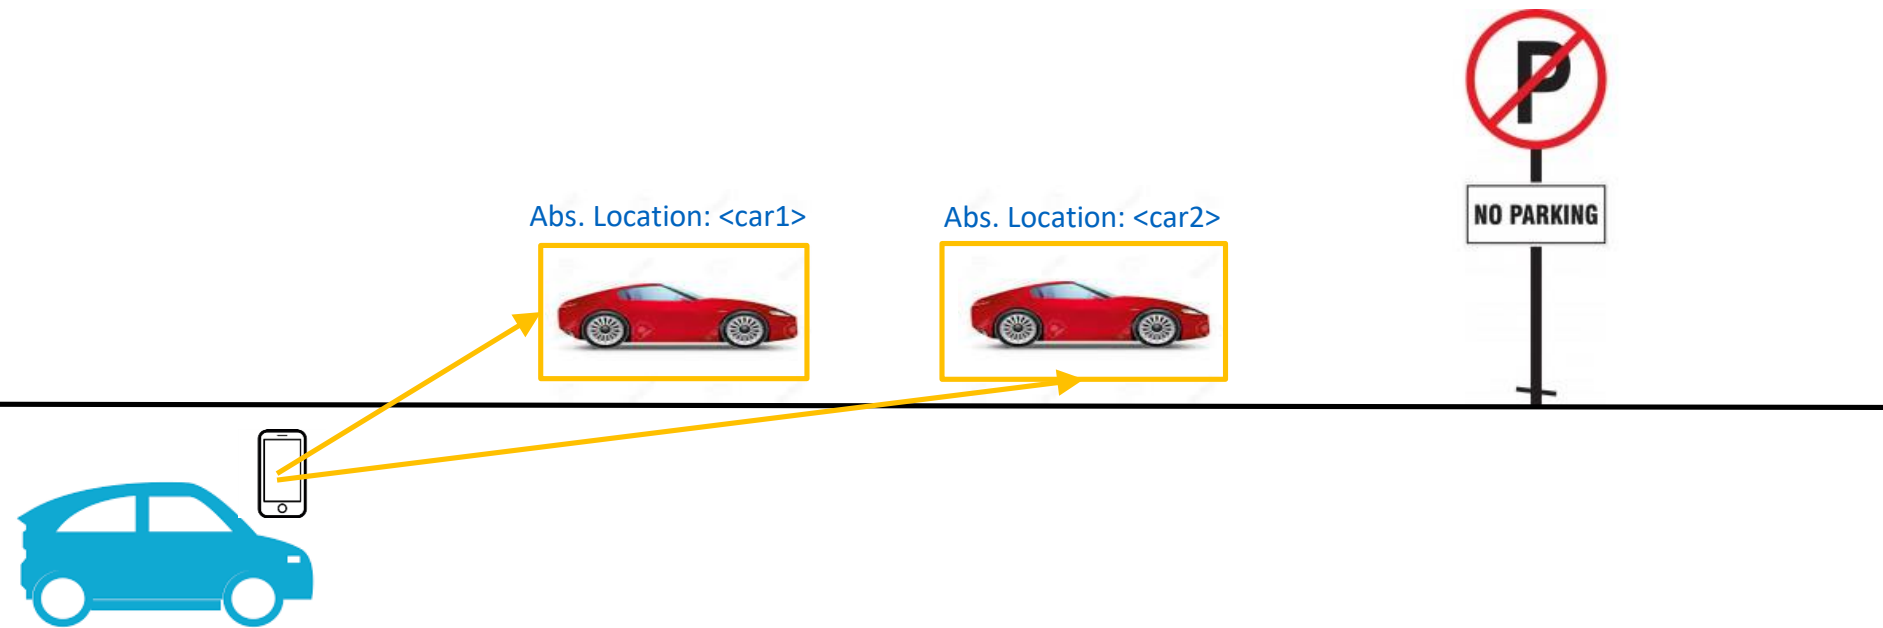 P
Abs. Location: <car1>
Abs. Location: <car2>
NO PARKING